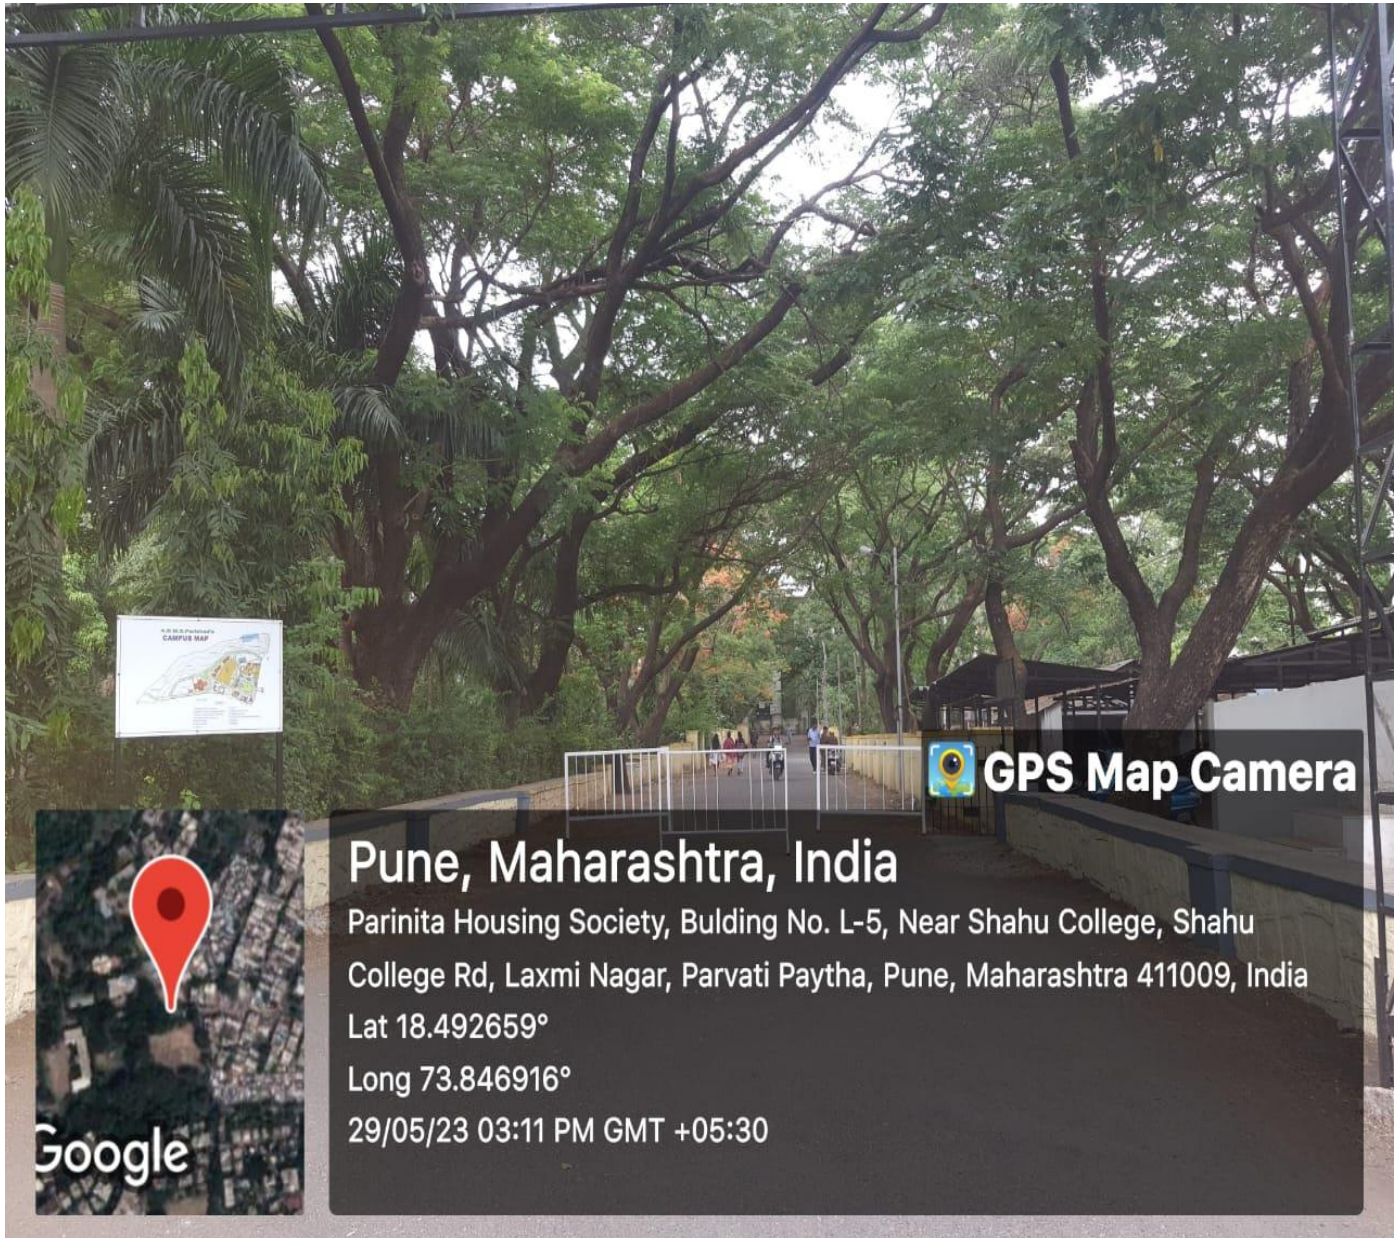 CAMPUS MAP
GPS Map Camera
Pune, Maharashtra, India
Parinita Housing Society, Bulding No. L-5, Near Shahu College, Shahu
College Rd, Laxmi Nagar, Parvati Paytha, Pune, Maharashtra 411009, India
Lat 18.492659°
Long 73.846916°
29/05/23 03:11 PM GMT +05:30
Google